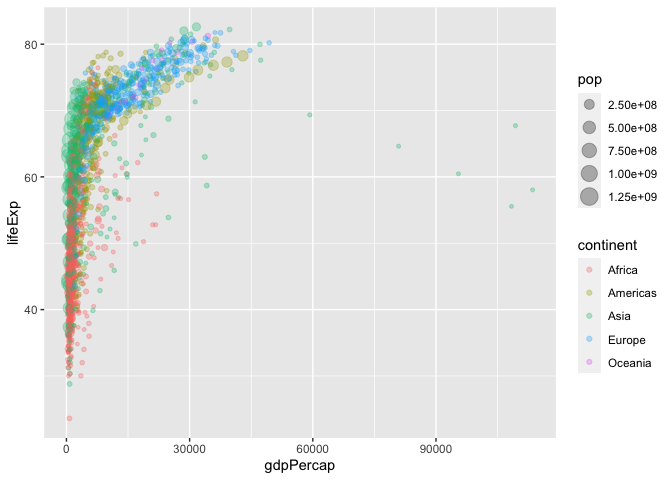 80
60
40
lifeExp
0
30000
60000
90000
gdpPercap
pop
2.50e+08
5.00e+08
7.50e+08
1.00e+09
1.25e+09
continent
Africa
Americas
Asia
Europe
Oceania